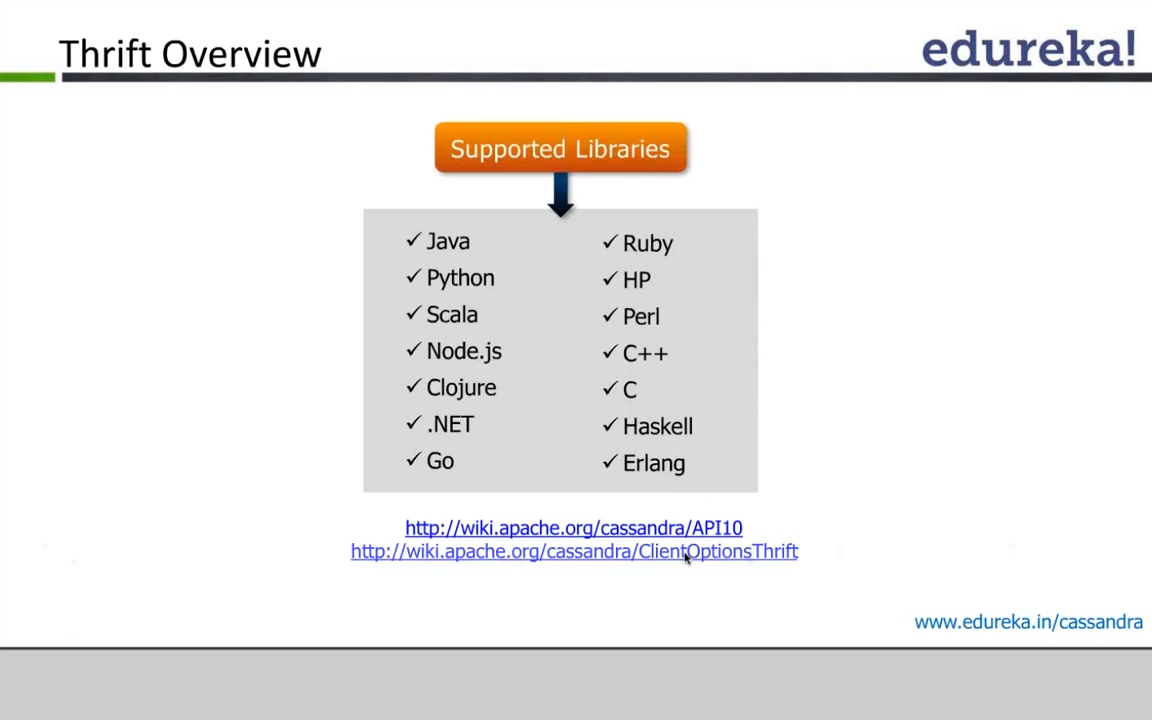 Thrift Overview
edureka!
Supported Libraries
Java
Python
Scala
Node.js
Clojure
.NET
Go
Ruby
HP
Perl
C++
C
Haskell
Erlang
http://wiki.apache.org/cassandra/API10
http://wiki.apache.org/cassandra/ClientOptionsThrift
www.edureka.in/cassandra